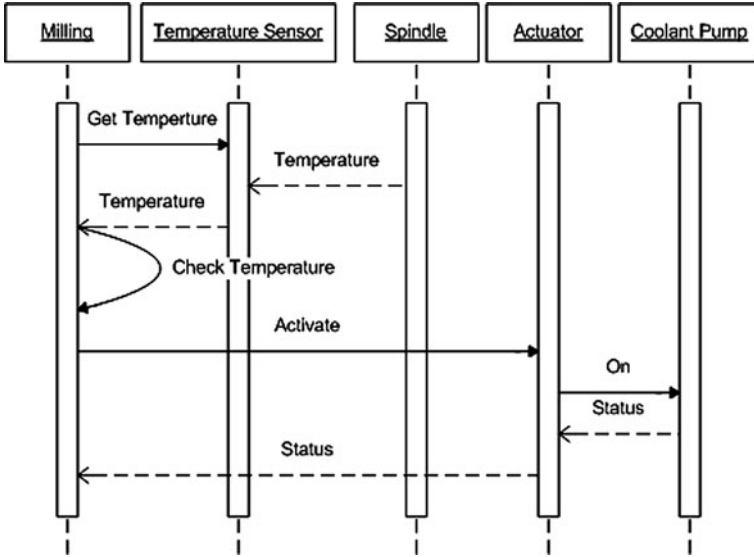 Milling
Temperature Sensor
Spindle
Actuator
Coolant Pump
Get Temperture
Temperature
Temperature
Check Temperature
Activate
On
Status
Status